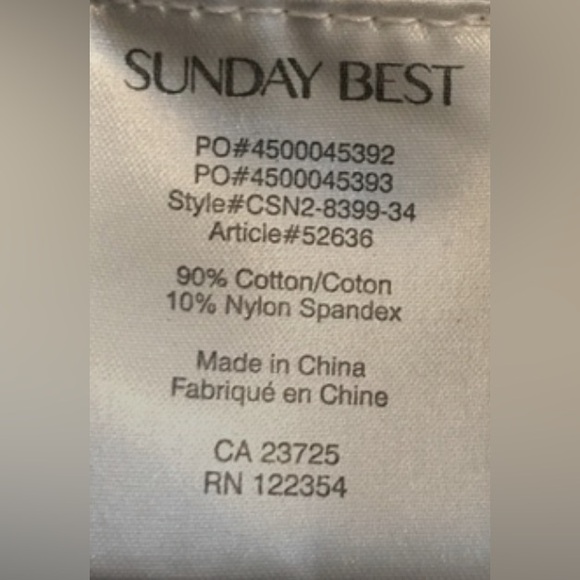 SUNDAY BEST
PO#4500045392
PO#4500045393
Style#CSN2-8399-34
Article#52636
90% Cotton/Coton
10% Nylon Spandex
Made in China
Fabriqué en Chine
CA 23725
RN 122354